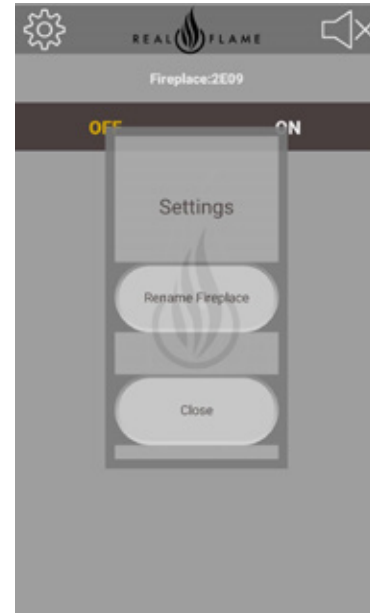 REAL FLAME
Fireplace:2E09
OFF ON
Settings
Rename Fireplace
Close